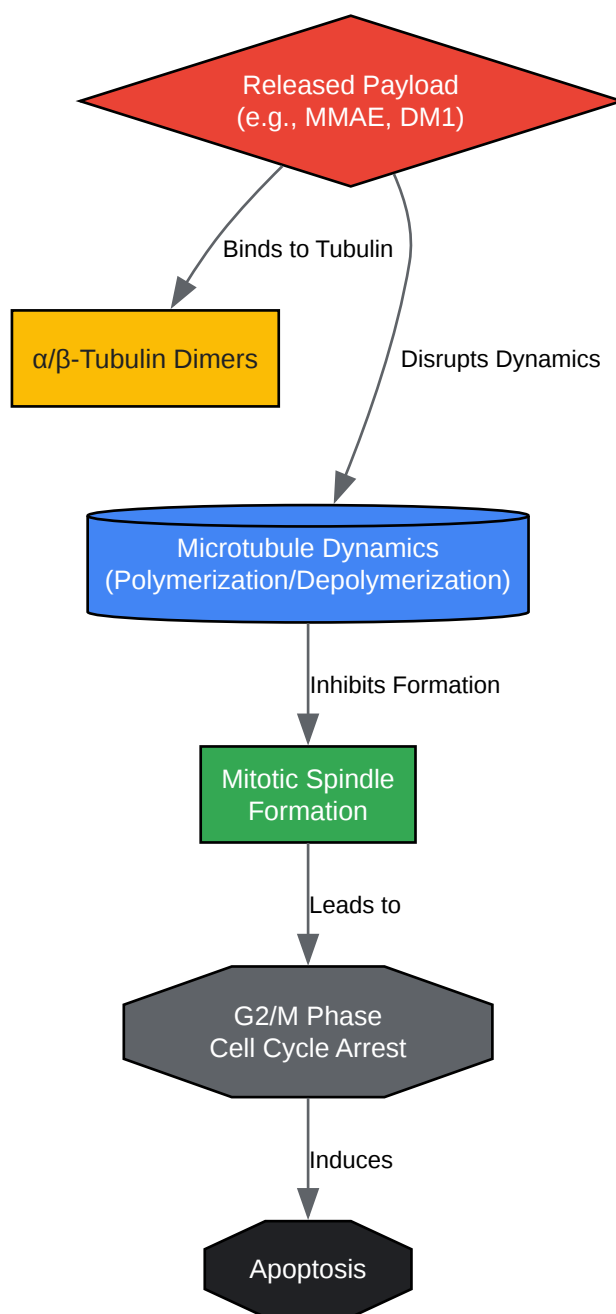 Released Payload
(e.g., MMAE, DM1)
Binds to Tubulin
α/β-Tubulin Dimers
Disrupts Dynamics
Microtubule Dynamics
(Polymerization/Depolymerization)
Inhibits Formation
Mitotic Spindle
Formation
Leads to
G2/M Phase
Cell Cycle Arrest
Induces
Apoptosis